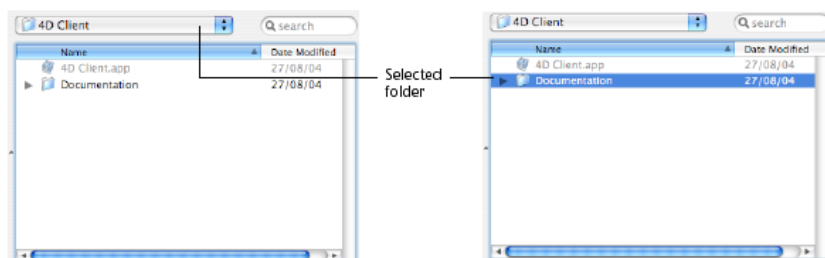 4D Client
search
Name
Date Modified
4D Client.app
27/08/04
Documentation
27/08/04
Selected
folder
4D Client
search
Name
Date Modified
4D Client.app
27/08/04
Documentation
27/08/04